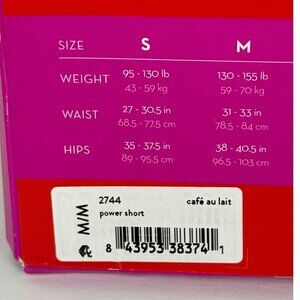 SIZE S M
WEIGHT 95 - 130 lb 130 - 155 lb
43 - 59 kg 59 - 70 kg
WAIST 27 - 30.5 in 31 - 33 in
68.5 - 77.5 cm 78.5 - 84 cm
HIPS 35 - 37.5 in 38 - 40.5 in
89 - 95.5 cm 96.5 - 103 cm
M/M
2744 café au lait
power short
8 43953 38374 1